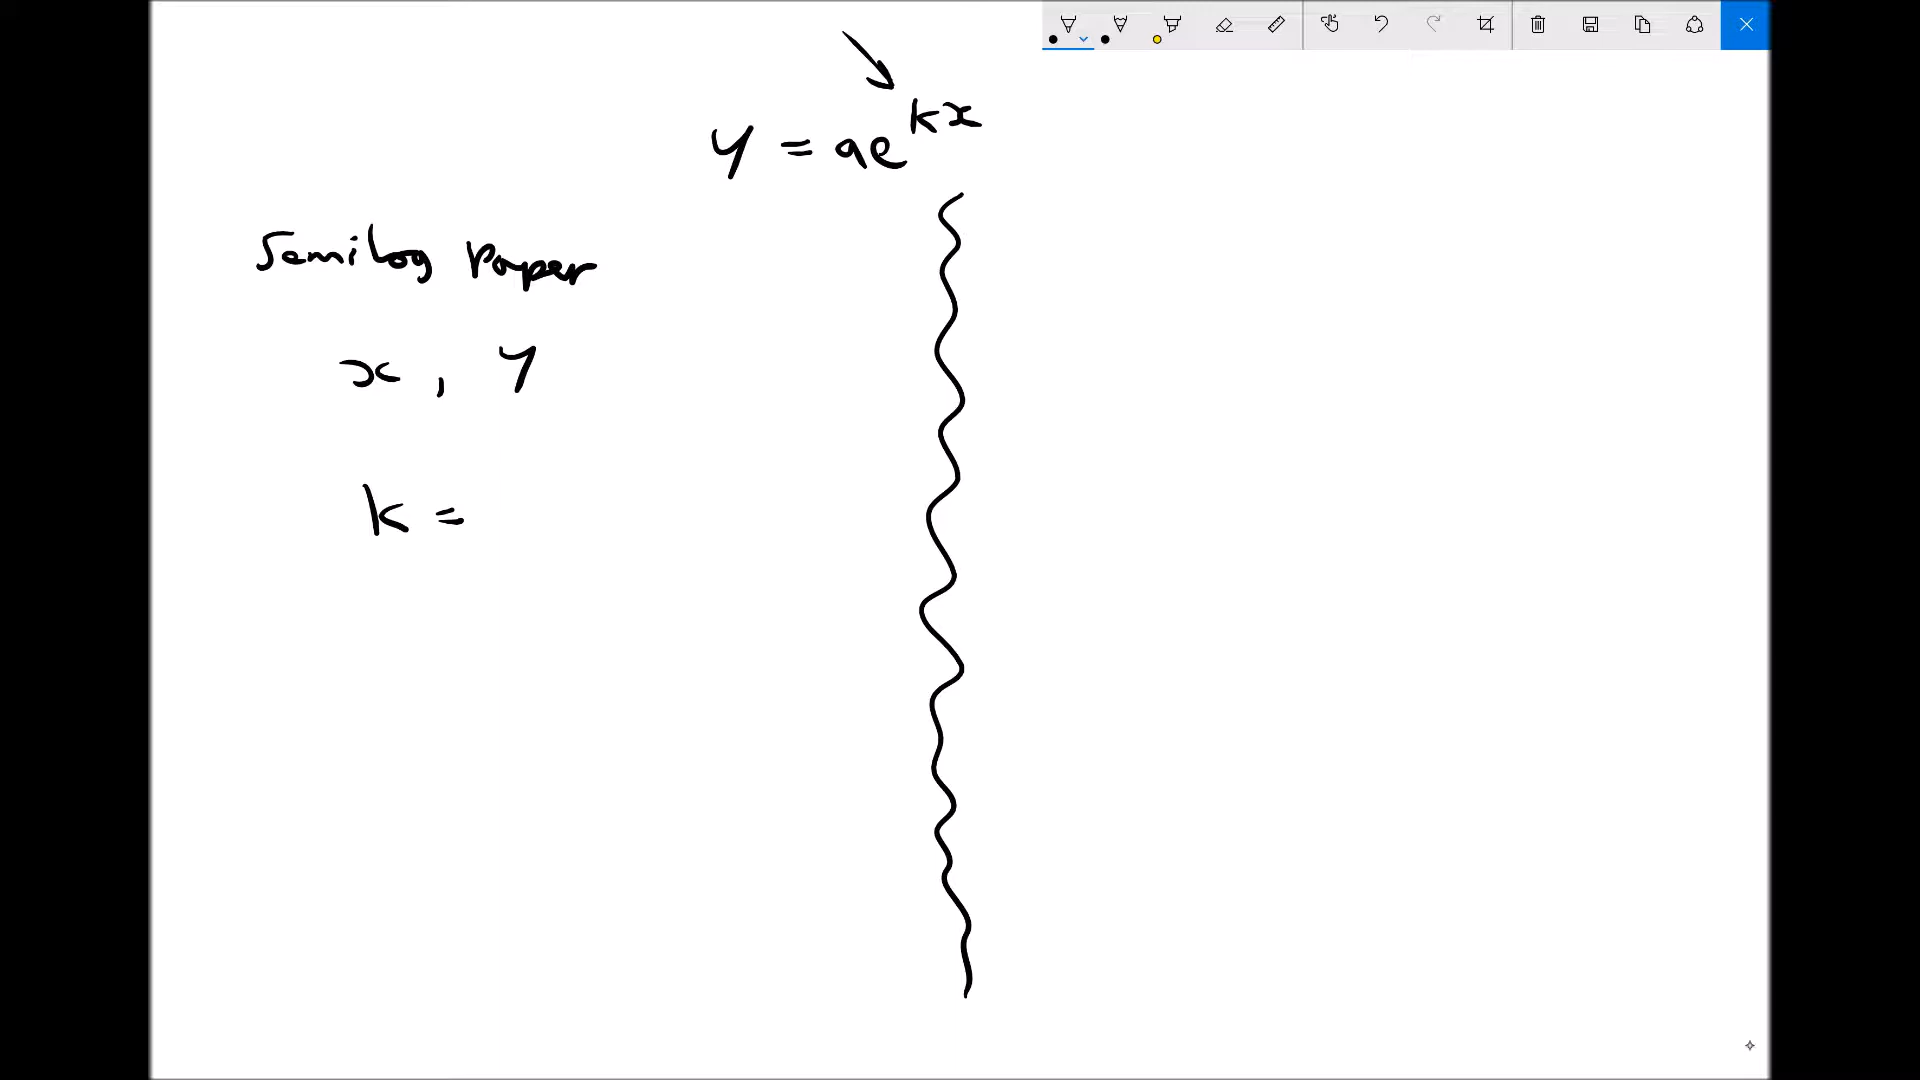 y = ae^{kx}
Semilog Paper
x, y
k =